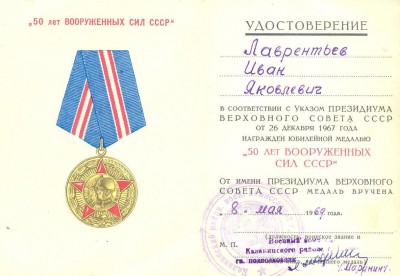 „50 лет ВООРУЖЕННЫХ СИЛ СССР“
УДОСТОВЕРЕНИЕ
Лаврентьев
Иван
Яковлевич
В СООТВЕТСТВИИ С УКАЗОМ ПРЕЗИДИУМА
ВЕРХОВНОГО СОВЕТА СССР
ОТ 26 ДЕКАБРЯ 1967 ГОДА
НАГРАЖДЕН ЮБИЛЕЙНОЙ МЕДАЛЬЮ
„50 ЛЕТ ВООРУЖЕННЫХ
СИЛ СССР“
ОТ ИМЕНИ ПРЕЗИДИУМА ВЕРХОВНОГО
СОВЕТА СССР МЕДАЛЬ ВРУЧЕНА
„8“ мая 1969 года.
М. П.
Военный
Калининского района